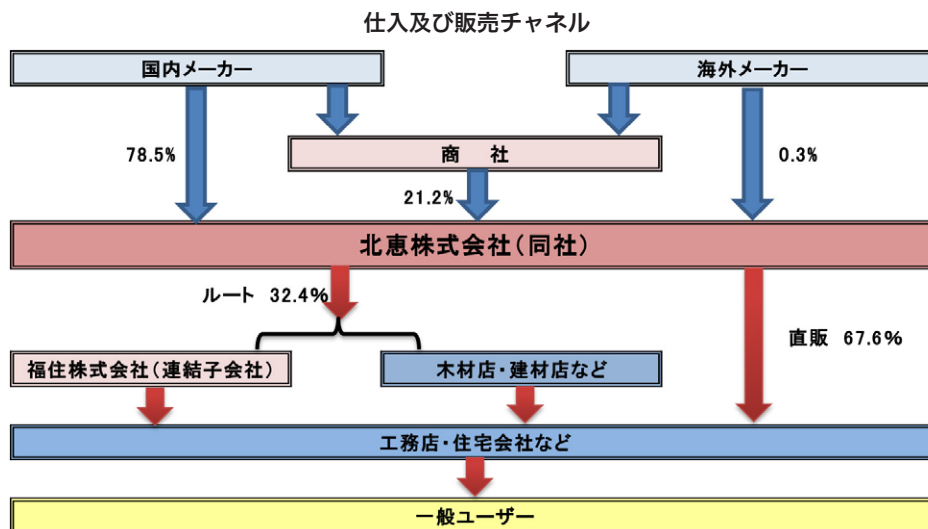 仕入及び販売チャネル
国内メーカー
海外メーカー
78.5%
商 社
0.3%
21.2%
北恵株式会社(同社)
ルート 32.4%
直販 67.6%
福住株式会社(連結子会社)
木材店・建材店など
工務店・住宅会社など
一般ユーザー